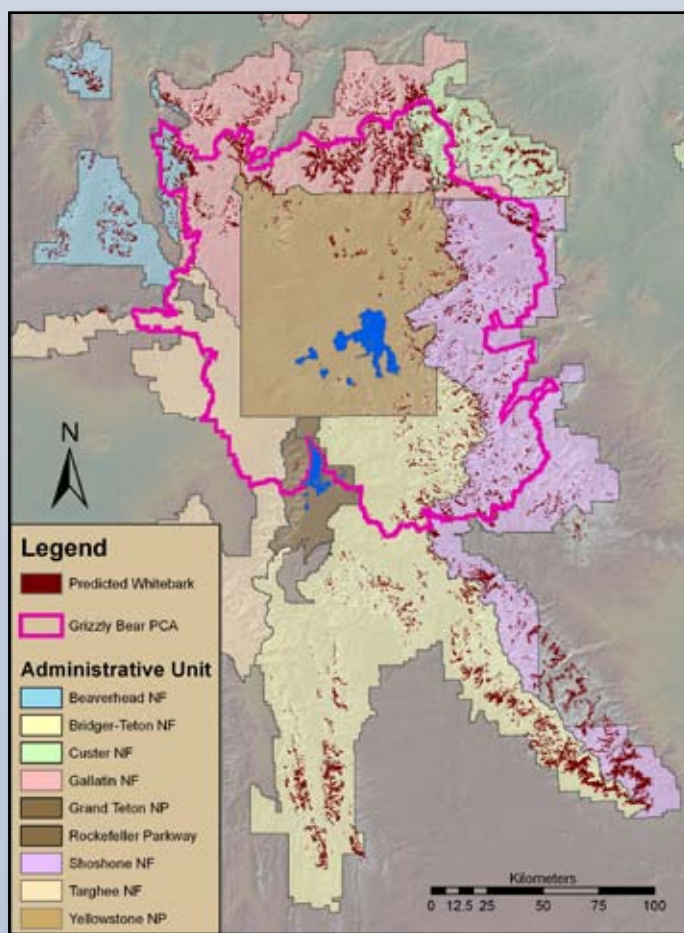 N
Legend
Predicted Whitebark
Grizzly Bear PCA
Administrative Unit
Beaverhead NF
Bridger-Teton NF
Custer NF
Gallatin NF
Grand Teton NP
Rockefeller Parkway
Shoshone NF
Targhee NF
Yellowstone NP
Kilometers
0 12.5 25 50 75 100